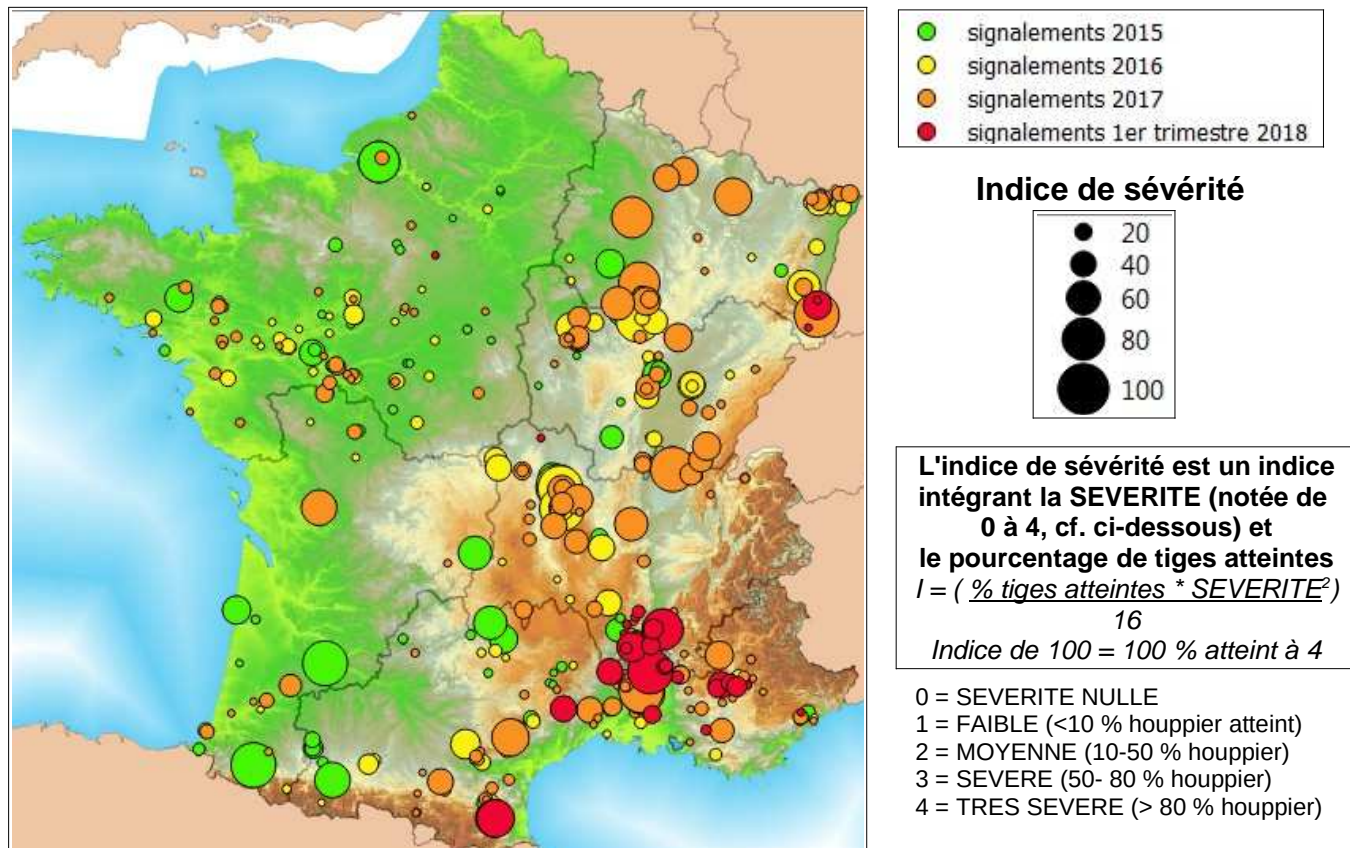 signalements 2015
signalements 2016
signalements 2017
signalements 1er trimestre 2018
Indice de sévérité
20
40
60
80
100
L'indice de sévérité est un indice
intégrant la SEVERITE (notée de
0 à 4, cf. ci-dessous) et
le pourcentage de tiges atteintes
I = ( % tiges atteintes * SEVERITE²)
16
Indice de 100 = 100 % atteint à 4
0 = SEVERITE NULLE
1 = FAIBLE (<10 % houppier atteint)
2 = MOYENNE (10-50 % houppier)
3 = SEVERE (50- 80 % houppier)
4 = TRES SEVERE (> 80 % houppier)